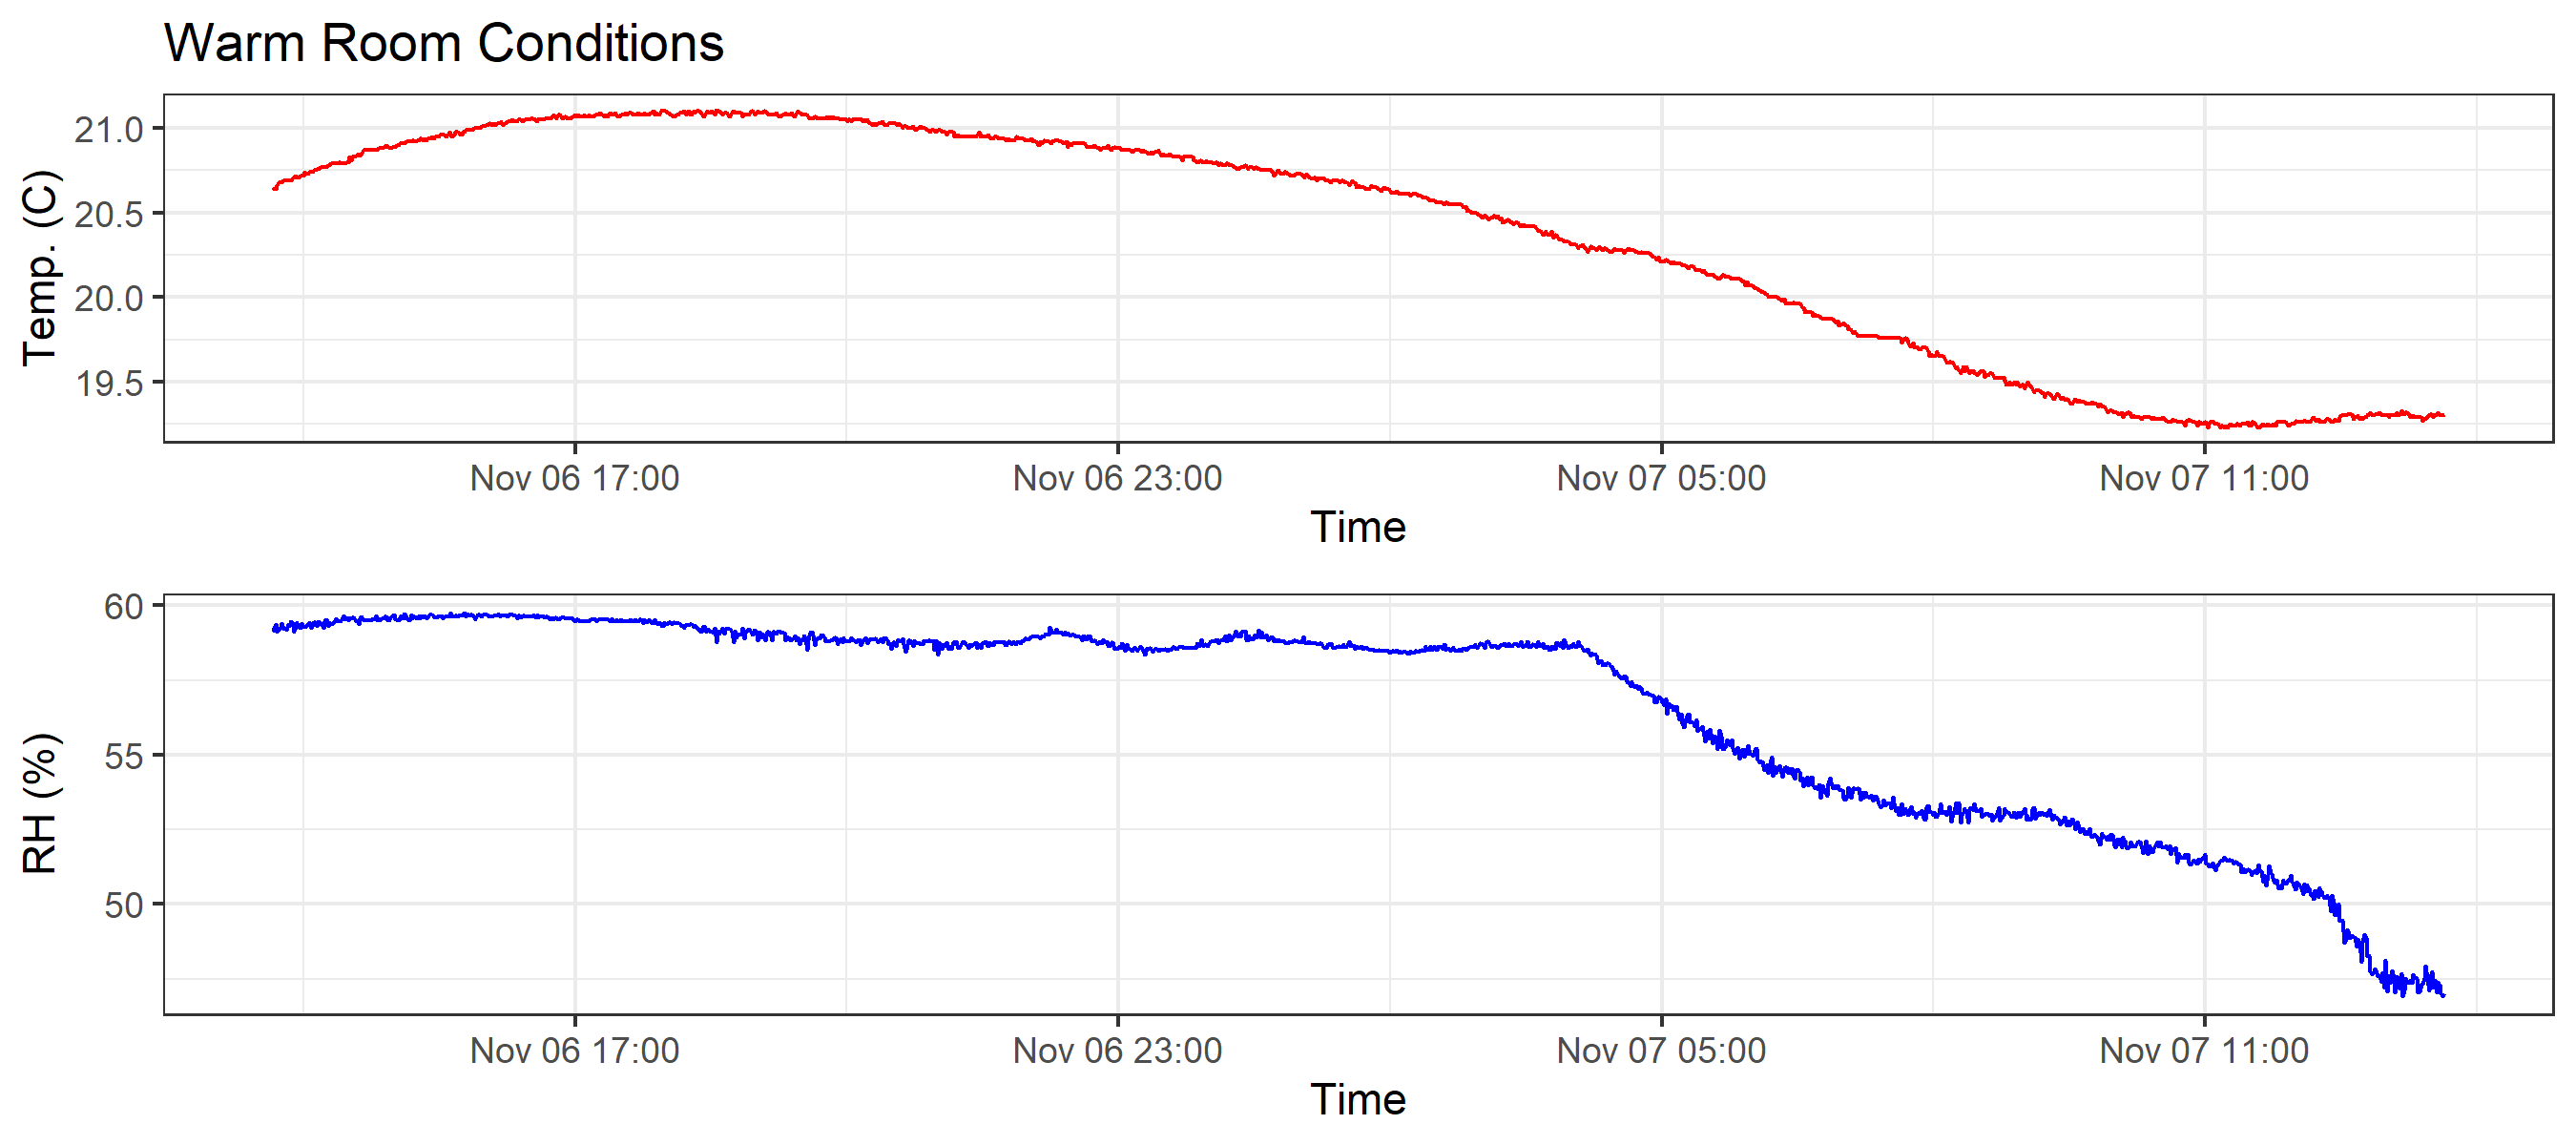 Warm Room Conditions
Temp. (C)
21.0
20.5
20.0
19.5
Nov 06 17:00 Nov 06 23:00 Nov 07 05:00 Nov 07 11:00
Time
RH (%)
60
55
50
Nov 06 17:00 Nov 06 23:00 Nov 07 05:00 Nov 07 11:00
Time